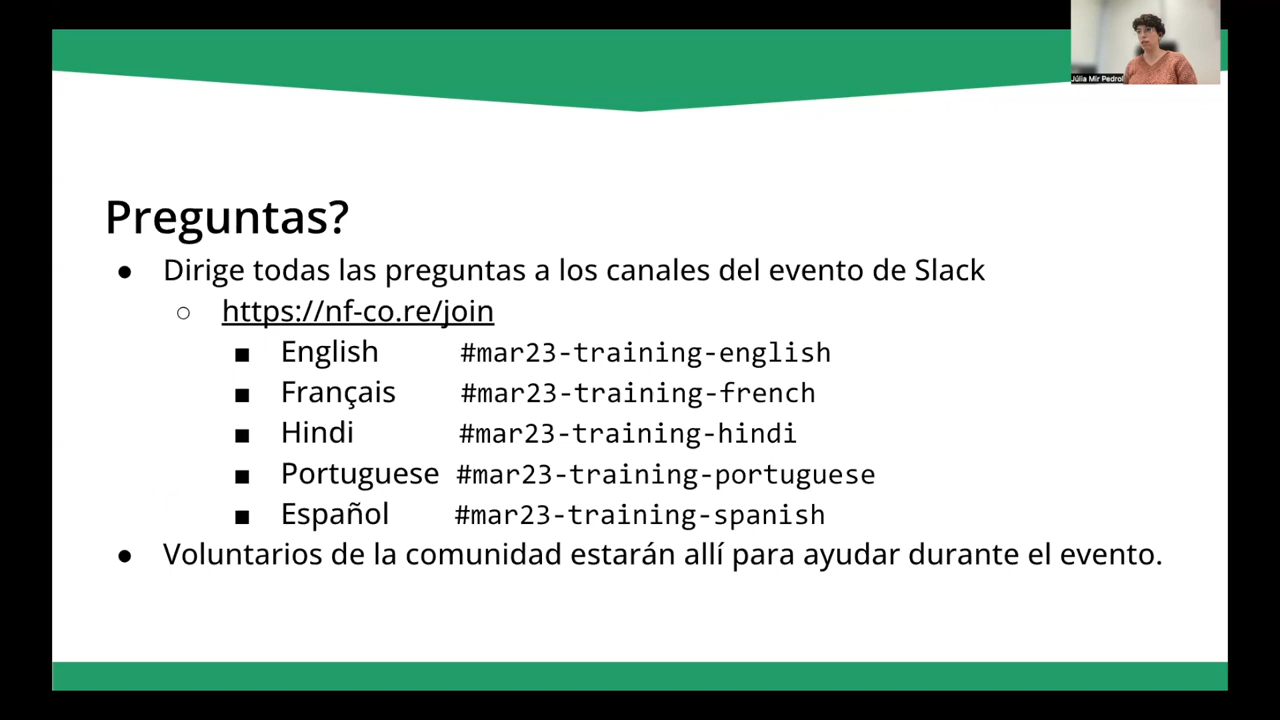 Júlia Mir Pedrol
Preguntas?
● Dirige todas las preguntas a los canales del evento de Slack
○ https://nf-co.re/join
■ English #mar23-training-english
■ Français #mar23-training-french
■ Hindi #mar23-training-hindi
■ Portuguese #mar23-training-portuguese
■ Español #mar23-training-spanish
● Voluntarios de la comunidad estarán allí para ayudar durante el evento.